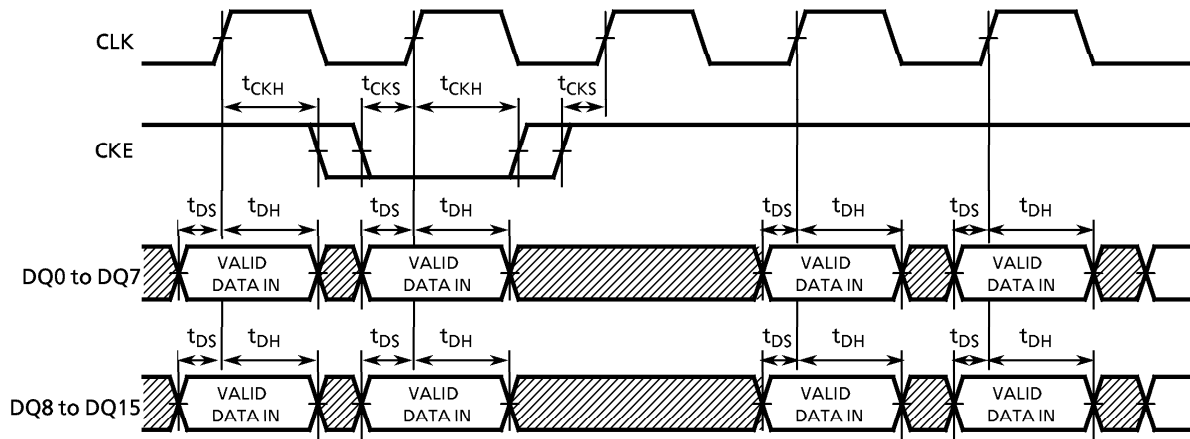 CLK
tCKH tCKS tCKH tCKS
CKE
tDS tDH tDS tDH tDS tDH tDS tDH
DQ0 to DQ7
VALID DATA IN
VALID DATA IN
VALID DATA IN
VALID DATA IN
tDS tDH tDS tDH tDS tDH tDS tDH
DQ8 to DQ15
VALID DATA IN
VALID DATA IN
VALID DATA IN
VALID DATA IN